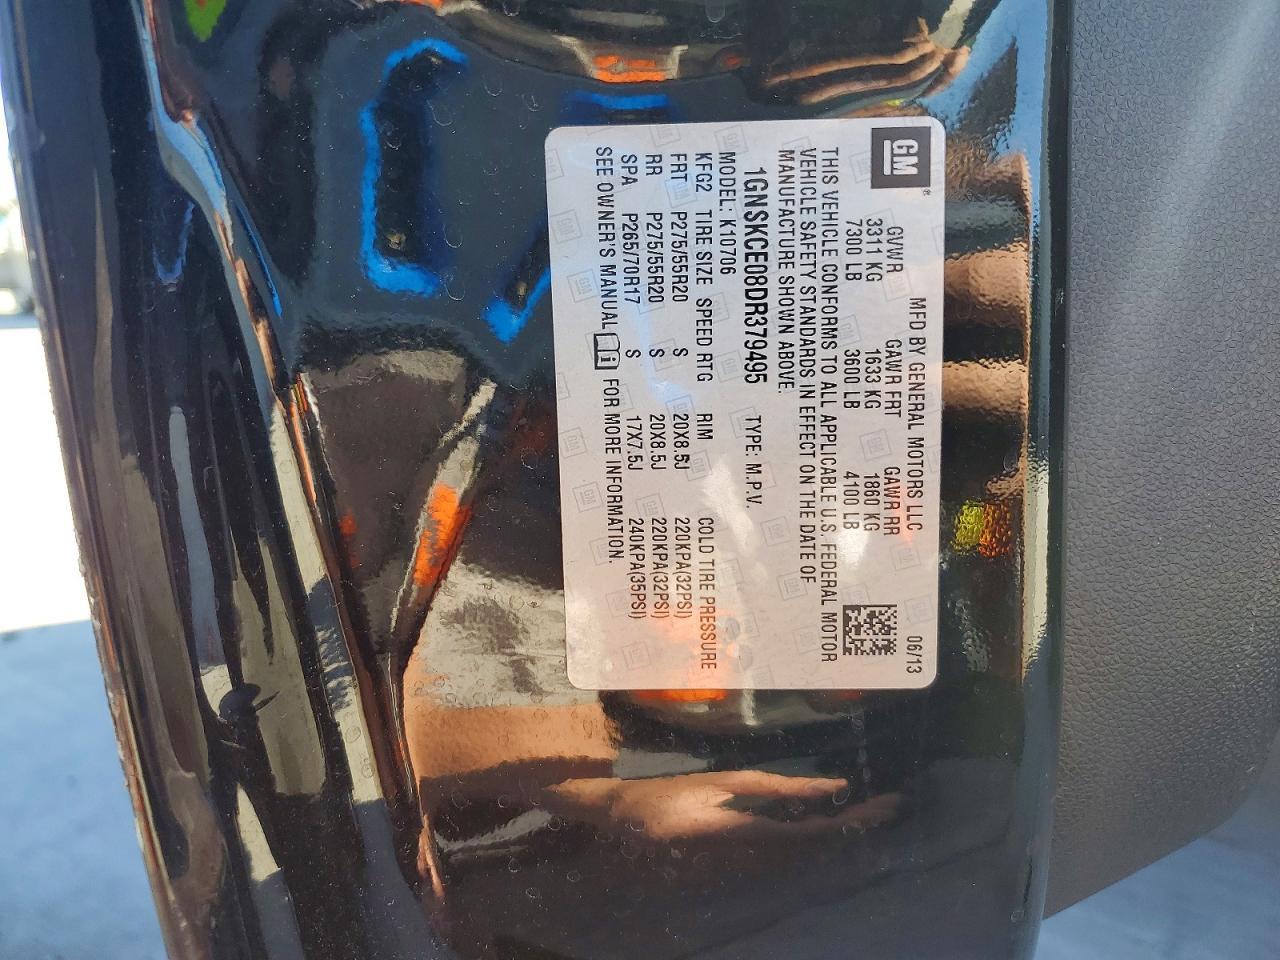 GM®
MFD BY GENERAL MOTORS LLC 06/13
GVWR GAWR FRT GAWR RR
3311 KG 1633 KG 1860 KG
7300 LB 3600 LB 4100 LB
THIS VEHICLE CONFORMS TO ALL APPLICABLE U.S. FEDERAL MOTOR
VEHICLE SAFETY STANDARDS IN EFFECT ON THE DATE OF
MANUFACTURE SHOWN ABOVE.
1GNSKCE08DR379495 TYPE: M.P.V.
MODEL: K10706
KFG2 TIRE SIZE SPEED RTG RIM COLD TIRE PRESSURE
FRT P275/55R20 S 20X8.5J 220KPA(32PSI)
RR P275/55R20 S 20X8.5J 220KPA(32PSI)
SPA P265/70R17 S 17X7.5J 240KPA(35PSI)
SEE OWNER'S MANUAL i FOR MORE INFORMATION.